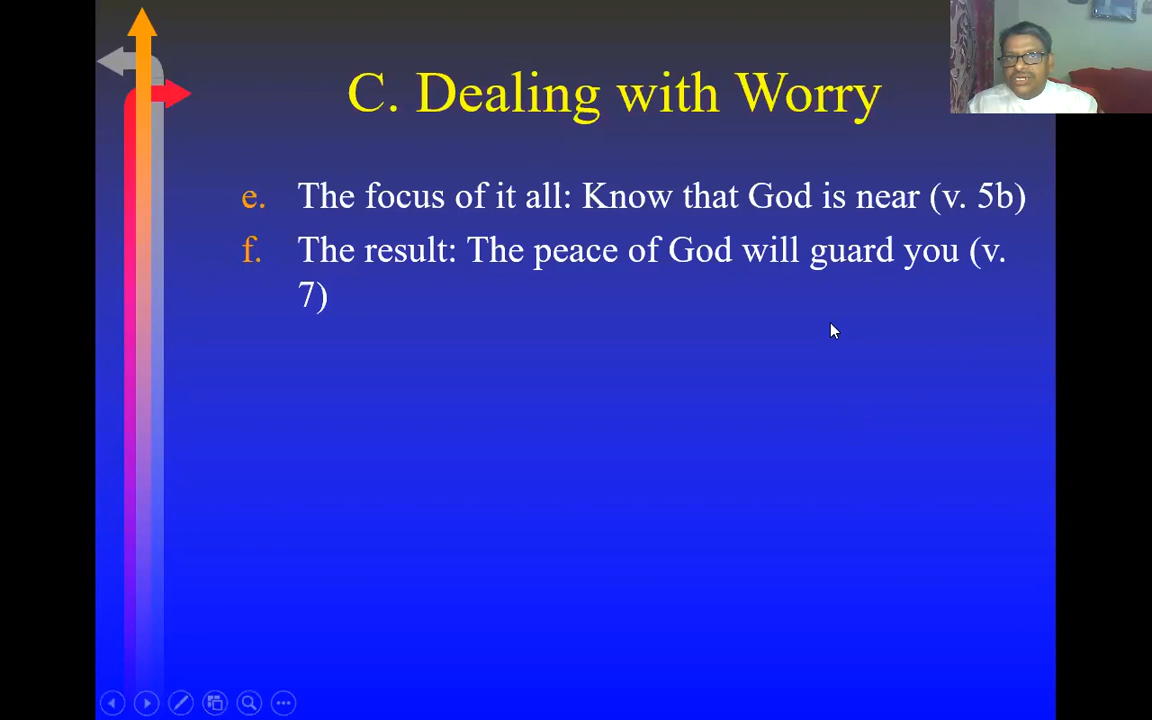 C. Dealing with Worry
e. The focus of it all: Know that God is near (v. 5b)
f. The result: The peace of God will guard you (v.
7)